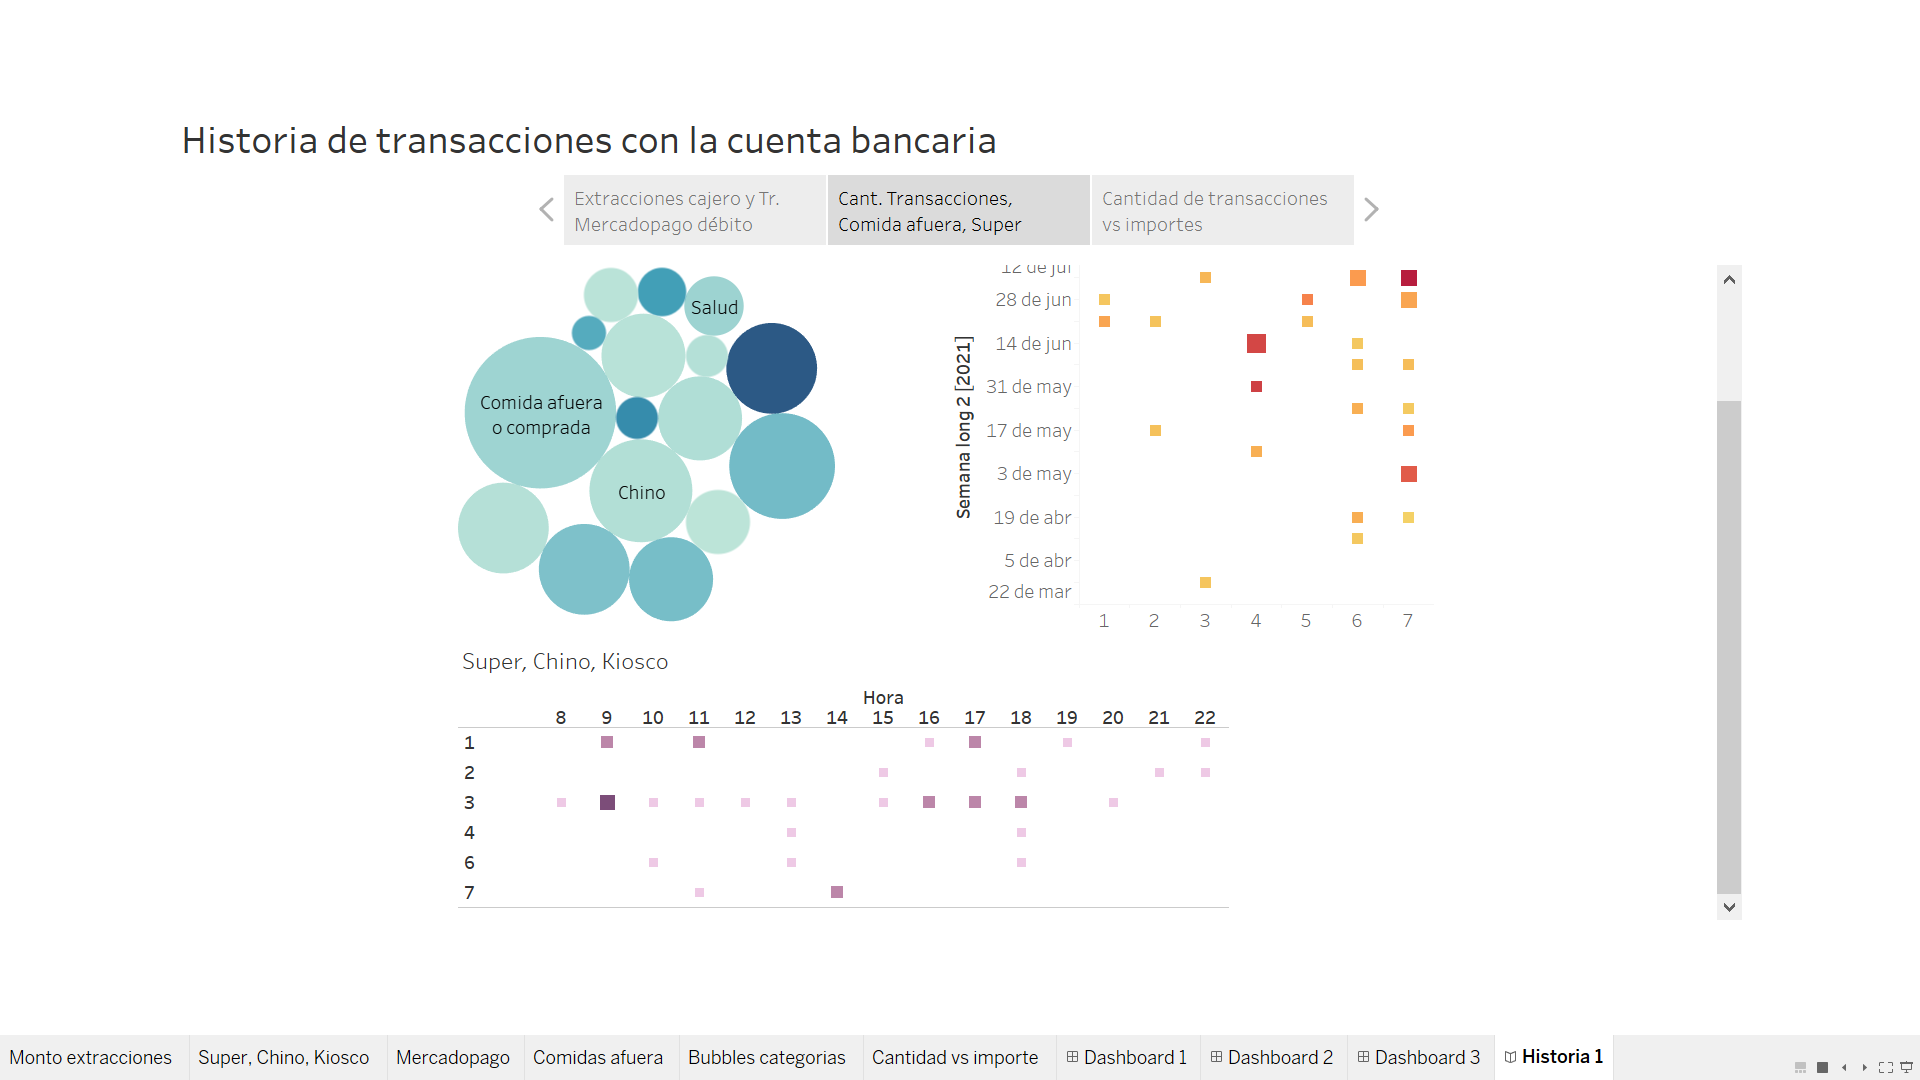 Historia de transacciones con la cuenta bancaria
Extracciones cajero y Tr.
Mercadopago débito
Cant. Transacciones,
Comida afuera, Super
Cantidad de transacciones
vs importes
Salud
Comida afuera
o comprada
Chino
Semana long 2 [2021]
12 de jul
28 de jun
14 de jun
31 de may
17 de may
3 de may
19 de abr
5 de abr
22 de mar
1 2 3 4 5 6 7
Super, Chino, Kiosco
Hora
8 9 10 11 12 13 14 15 16 17 18 19 20 21 22
1
2
3
4
6
7
Monto extracciones Super, Chino, Kiosco Mercadopago Comidas afuera Bubbles categorias Cantidad vs importe Dashboard 1 Dashboard 2 Dashboard 3 Historia 1